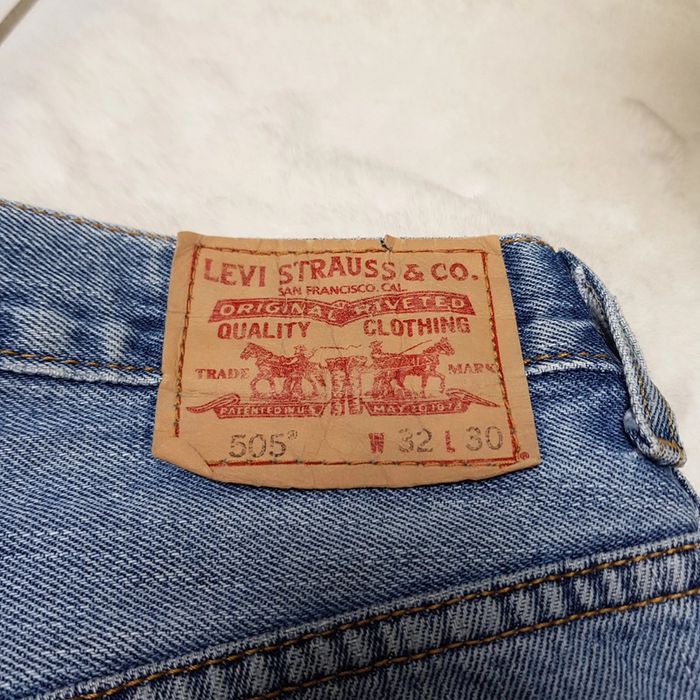 LEVI STRAUSS & CO.
SAN FRANCISCO, CAL.
ORIGINAL RIVETED
QUALITY CLOTHING
TRADE MARK
PATENTED IN U.S. MAY 20 1873
505® W 32 L 30
®